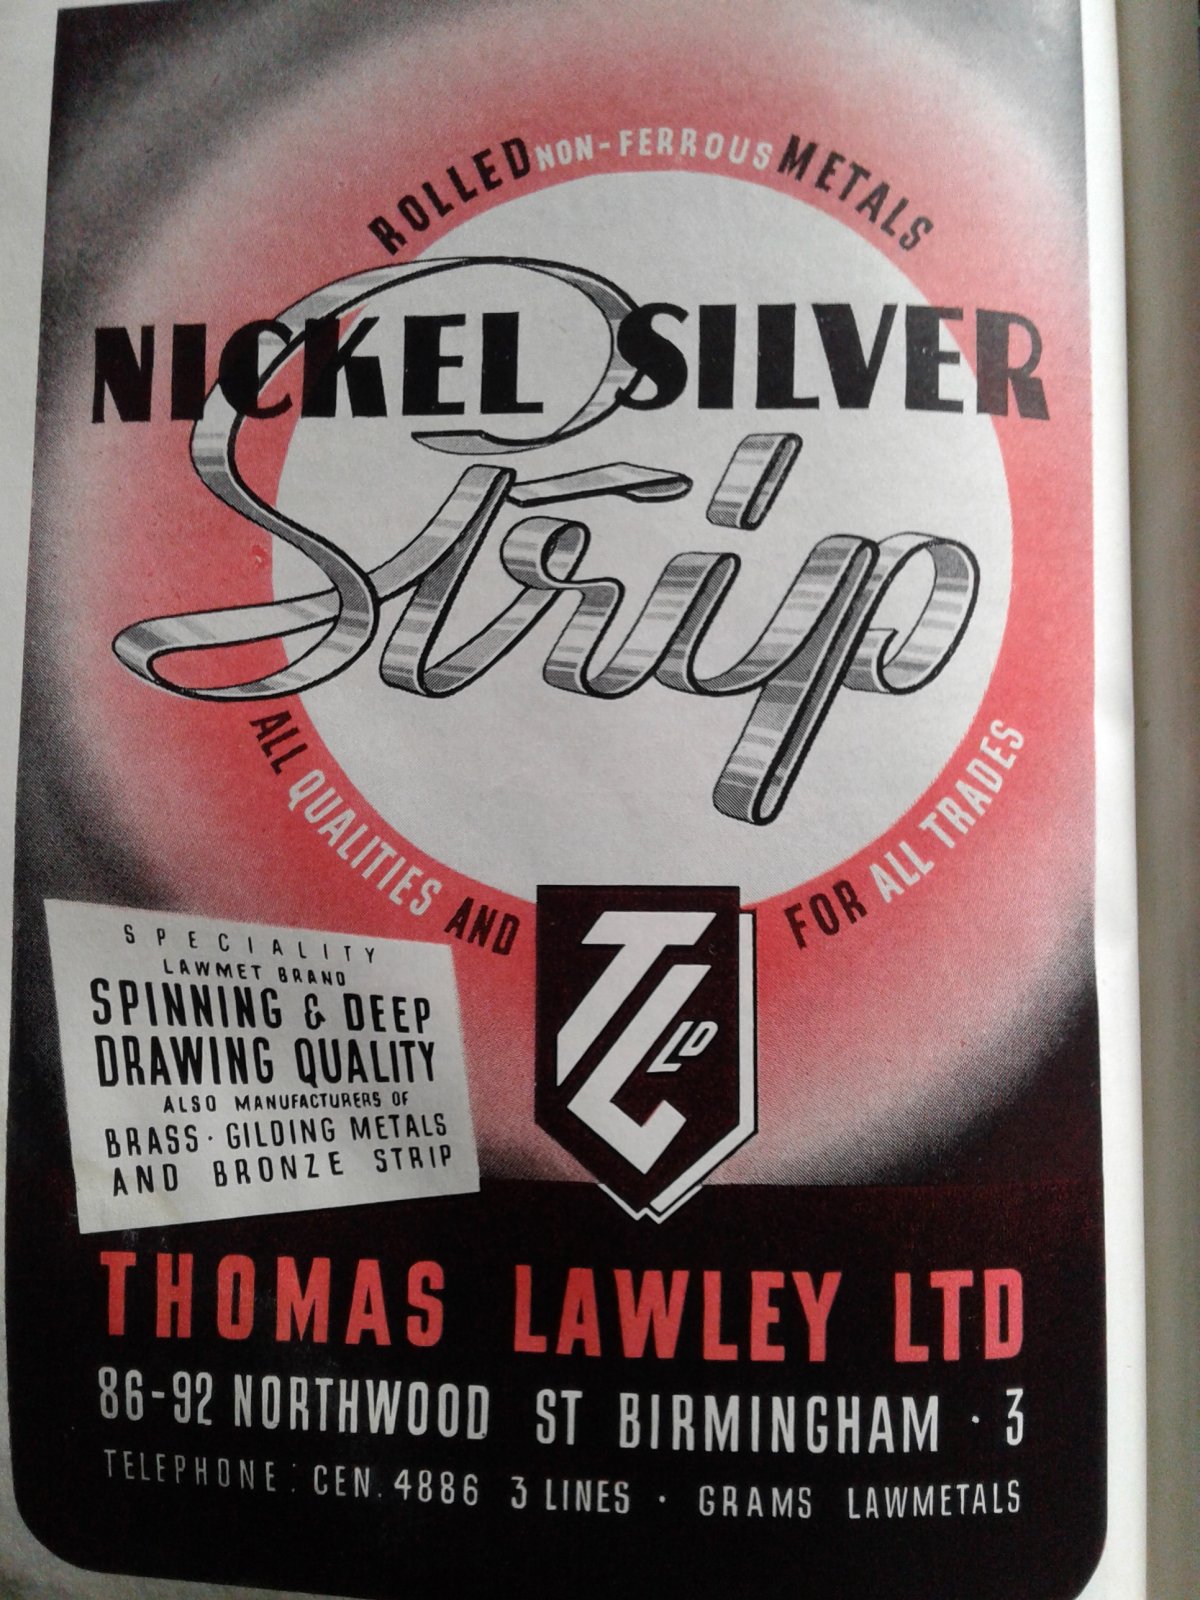 ROLLED NON-FERROUS METALS
NICKEL SILVER
Strip
ALL QUALITIES AND FOR ALL TRADES
TL LD
SPECIALITY
LAWMET BRAND
SPINNING & DEEP
DRAWING QUALITY
ALSO MANUFACTURERS OF
BRASS · GILDING METALS
AND BRONZE STRIP
THOMAS LAWLEY LTD
86-92 NORTHWOOD ST BIRMINGHAM · 3
TELEPHONE: CEN. 4886 3 LINES · GRAMS LAWMETALS